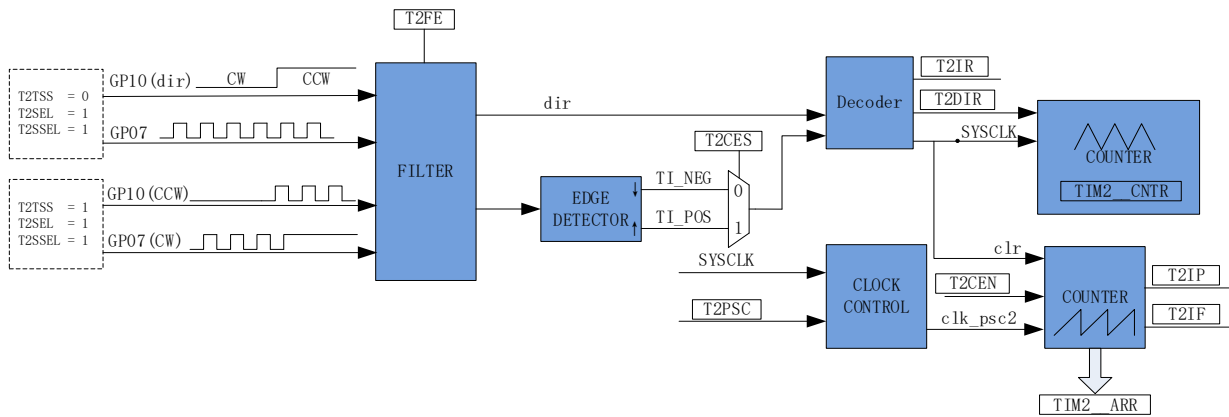 T2FE
T2TSS = 0
T2SEL = 1
T2SSEL = 1
GP10(dir)
CW
CCW
GP07
T2TSS = 1
T2SEL = 1
T2SSEL = 1
GP10(CCW)
GP07(CW)
FILTER
dir
EDGE
DETECTOR
TI_NEG
TI_POS
T2CES
0
1
Decoder
T2IR
T2DIR
SYSCLK
COUNTER
TIM2__CNTR
SYSCLK
T2PSC
CLOCK
CONTROL
clr
T2CEN
clk_psc2
COUNTER
T2IP
T2IF
TIM2__ARR